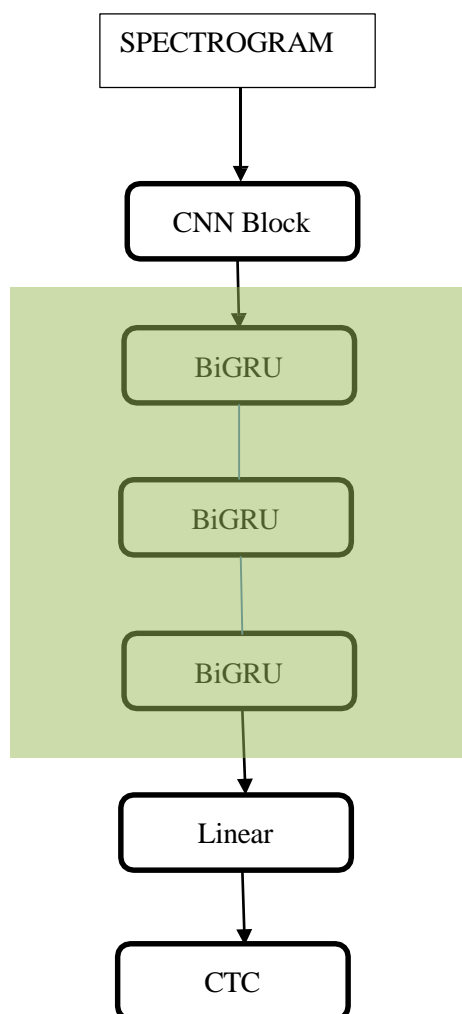 SPECTROGRAM
CNN Block
BiGRU
BiGRU
BiGRU
Linear
CTC